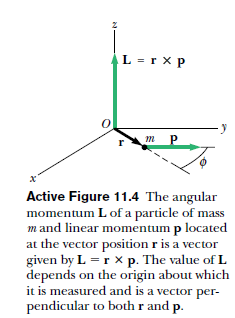 z
L = r × p
O
y
r
m
p
ϕ
x
Active Figure 11.4 The angular
momentum L of a particle of mass
m and linear momentum p located
at the vector position r is a vector
given by L = r × p. The value of L
depends on the origin about which
it is measured and is a vector per-
pendicular to both r and p.